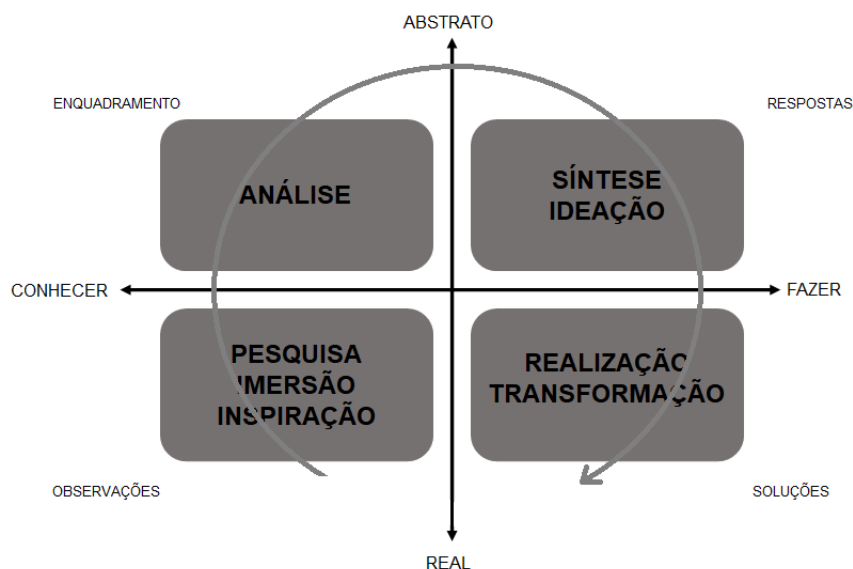 ABSTRATO
ENQUADRAMENTO
RESPOSTAS
ANÁLISE
SÍNTESE
IDEAÇÃO
CONHECER
FAZER
PESQUISA
IMERSÃO
INSPIRAÇÃO
REALIZAÇÃO
TRANSFORMAÇÃO
OBSERVAÇÕES
SOLUÇÕES
REAL